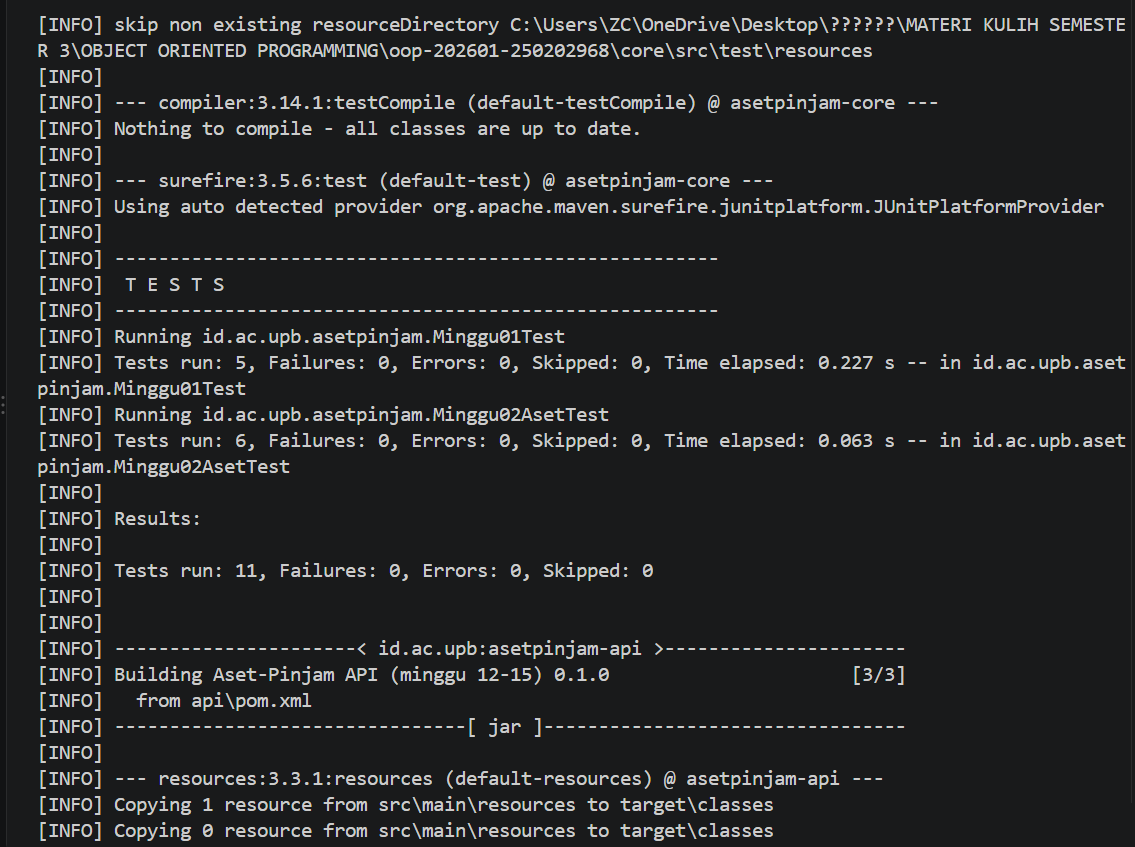 [INFO] skip non existing resourceDirectory C:\Users\ZC\OneDrive\Desktop\??????\MATERI KULIH SEMESTE
R 3\OBJECT ORIENTED PROGRAMMING\oop-202601-250202968\core\src\test\resources
[INFO]
[INFO] --- compiler:3.14.1:testCompile (default-testCompile) @ asetpinjam-core ---
[INFO] Nothing to compile - all classes are up to date.
[INFO]
[INFO] --- surefire:3.5.6:test (default-test) @ asetpinjam-core ---
[INFO] Using auto detected provider org.apache.maven.surefire.junitplatform.JUnitPlatformProvider
[INFO]
[INFO] -------------------------------------------------------
[INFO]  T E S T S
[INFO] -------------------------------------------------------
[INFO] Running id.ac.upb.asetpinjam.Minggu01Test
[INFO] Tests run: 5, Failures: 0, Errors: 0, Skipped: 0, Time elapsed: 0.227 s -- in id.ac.upb.aset
pinjam.Minggu01Test
[INFO] Running id.ac.upb.asetpinjam.Minggu02AsetTest
[INFO] Tests run: 6, Failures: 0, Errors: 0, Skipped: 0, Time elapsed: 0.063 s -- in id.ac.upb.aset
pinjam.Minggu02AsetTest
[INFO]
[INFO] Results:
[INFO]
[INFO] Tests run: 11, Failures: 0, Errors: 0, Skipped: 0
[INFO]
[INFO]
[INFO] ----------------------< id.ac.upb:asetpinjam-api >----------------------
[INFO] Building Aset-Pinjam API (minggu 12-15) 0.1.0                      [3/3]
[INFO]   from api\pom.xml
[INFO] --------------------------------[ jar ]---------------------------------
[INFO]
[INFO] --- resources:3.3.1:resources (default-resources) @ asetpinjam-api ---
[INFO] Copying 1 resource from src\main\resources to target\classes
[INFO] Copying 0 resource from src\main\resources to target\classes